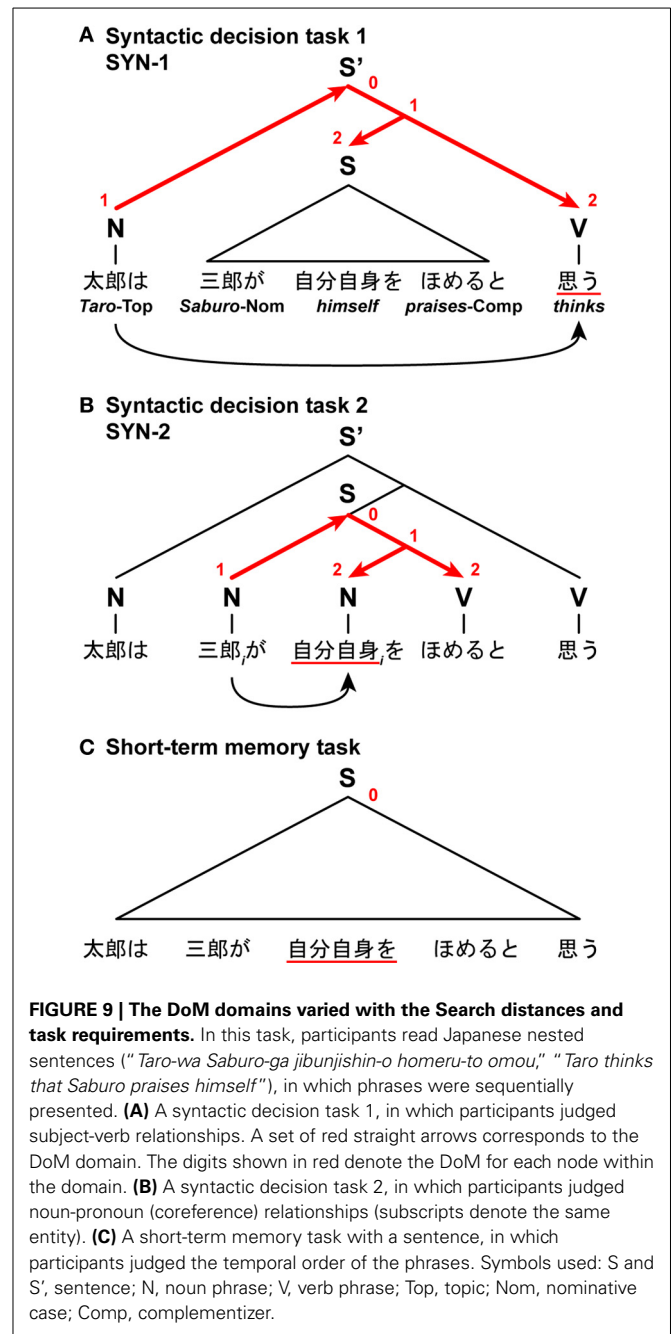 A Syntactic decision task 1
SYN-1
S’
0
1
2
S
1
2
N
V
太郎は 三郎が 自分自身を ほめると 思う
Taro-Top Saburo-Nom himself praises-Comp thinks
B Syntactic decision task 2
SYN-2
S’
S
0
1
1
2
2
N N N V V
太郎は 三郎iが 自分自身iを ほめると 思う
C Short-term memory task
S
0
太郎は 三郎が 自分自身を ほめると 思う
FIGURE 9 | The DoM domains varied with the Search distances and
task requirements. In this task, participants read Japanese nested
sentences (“Taro-wa Saburo-ga jibunjishin-o homeru-to omou,” “Taro thinks
that Saburo praises himself”), in which phrases were sequentially
presented. (A) A syntactic decision task 1, in which participants judged
subject-verb relationships. A set of red straight arrows corresponds to the
DoM domain. The digits shown in red denote the DoM for each node within
the domain. (B) A syntactic decision task 2, in which participants judged
noun-pronoun (coreference) relationships (subscripts denote the same
entity). (C) A short-term memory task with a sentence, in which
participants judged the temporal order of the phrases. Symbols used: S and
S’, sentence; N, noun phrase; V, verb phrase; Top, topic; Nom, nominative
case; Comp, complementizer.